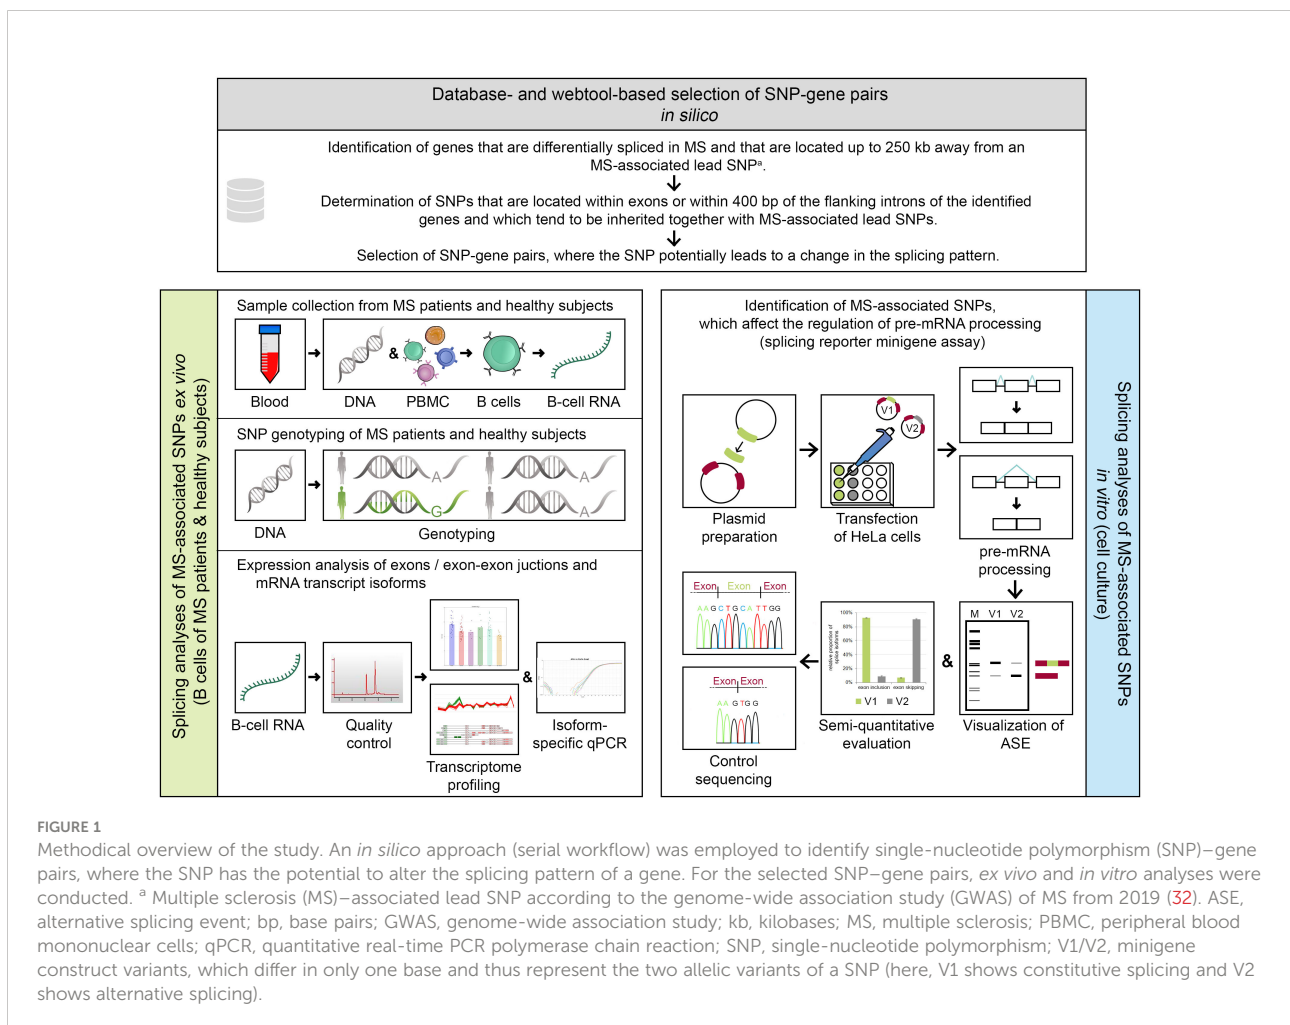 Database- and webtool-based selection of SNP-gene pairs
in silico
Identification of genes that are differentially spliced in MS and that are located up to 250 kb away from an
MS-associated lead SNPa.
Determination of SNPs that are located within exons or within 400 bp of the flanking introns of the identified
genes and which tend to be inherited together with MS-associated lead SNPs.
Selection of SNP-gene pairs, where the SNP potentially leads to a change in the splicing pattern.
Splicing analyses of MS-associated SNPs ex vivo
(B cells of MS patients & healthy subjects)
Sample collection from MS patients and healthy subjects
&
Blood
DNA
PBMC
B cells
B-cell RNA
SNP genotyping of MS patients and healthy subjects
A
A
G
A
DNA
Genotyping
Expression analysis of exons / exon-exon juctions and
mRNA transcript isoforms
&
B-cell RNA
Quality
control
Transcriptome
profiling
Isoform-
specific qPCR
Identification of MS-associated SNPs,
which affect the regulation of pre-mRNA processing
(splicing reporter minigene assay)
V1
V2
Plasmid
preparation
Transfection
of HeLa cells
pre-mRNA
processing
M V1 V2
Visualization of
ASE
&
relative proportion of
splice isoforms
100%
80%
60%
40%
20%
0%
exon inclusion exon skipping
V1 V2
Semi-quantitative
evaluation
Exon Exon Exon
A A G C T G C A T T G G
Exon Exon
A A G T G G
Control
sequencing
Splicing analyses of MS-associated SNPs
in vitro (cell culture)
FIGURE 1
Methodical overview of the study. An in silico approach (serial workflow) was employed to identify single-nucleotide polymorphism (SNP)–gene
pairs, where the SNP has the potential to alter the splicing pattern of a gene. For the selected SNP–gene pairs, ex vivo and in vitro analyses were
conducted. a Multiple sclerosis (MS)–associated lead SNP according to the genome-wide association study (GWAS) of MS from 2019 (32). ASE,
alternative splicing event; bp, base pairs; GWAS, genome-wide association study; kb, kilobases; MS, multiple sclerosis; PBMC, peripheral blood
mononuclear cells; qPCR, quantitative real-time PCR polymerase chain reaction; SNP, single-nucleotide polymorphism; V1/V2, minigene
construct variants, which differ in only one base and thus represent the two allelic variants of a SNP (here, V1 shows constitutive splicing and V2
shows alternative splicing).